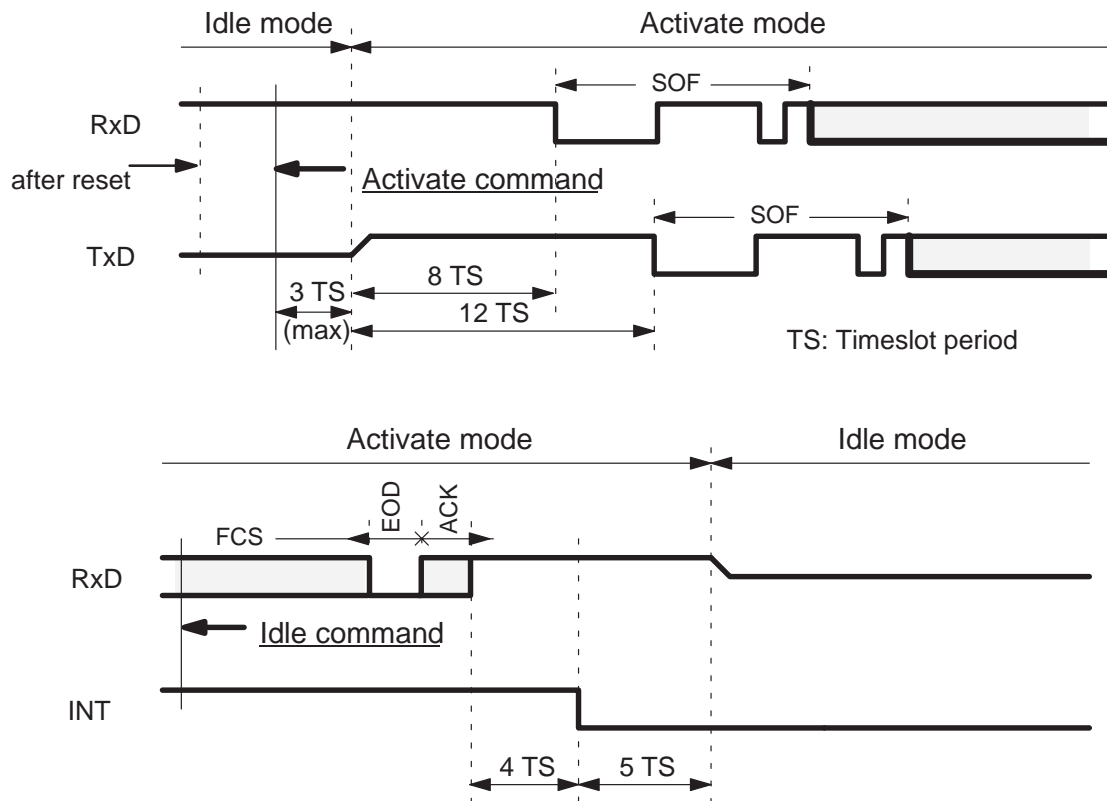 Idle mode
Activate mode
SOF
RxD
after reset
Activate command
SOF
TxD
8 TS
3 TS
(max)
12 TS
TS: Timeslot period
Activate mode
Idle mode
EOD
ACK
FCS
RxD
Idle command
INT
4 TS
5 TS